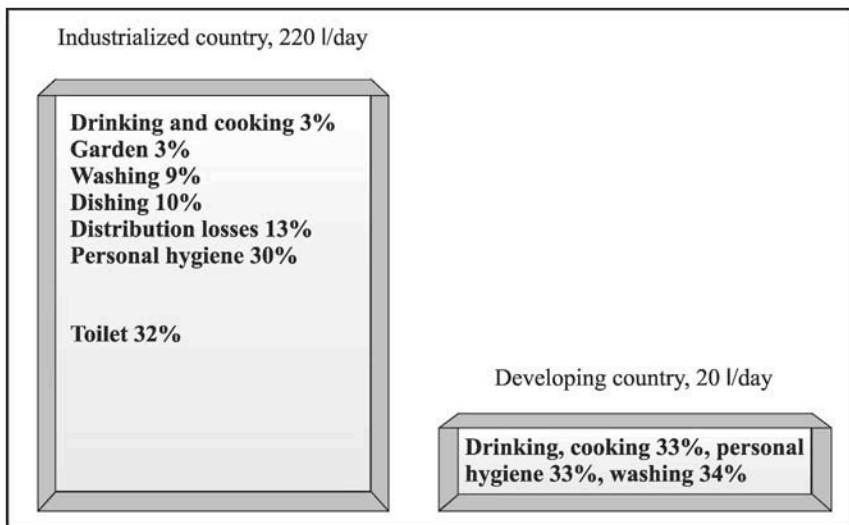 Industrialized country, 220 l/day
Drinking and cooking 3%
Garden 3%
Washing 9%
Dishing 10%
Distribution losses 13%
Personal hygiene 30%
Toilet 32%
Developing country, 20 l/day
Drinking, cooking 33%, personal
hygiene 33%, washing 34%